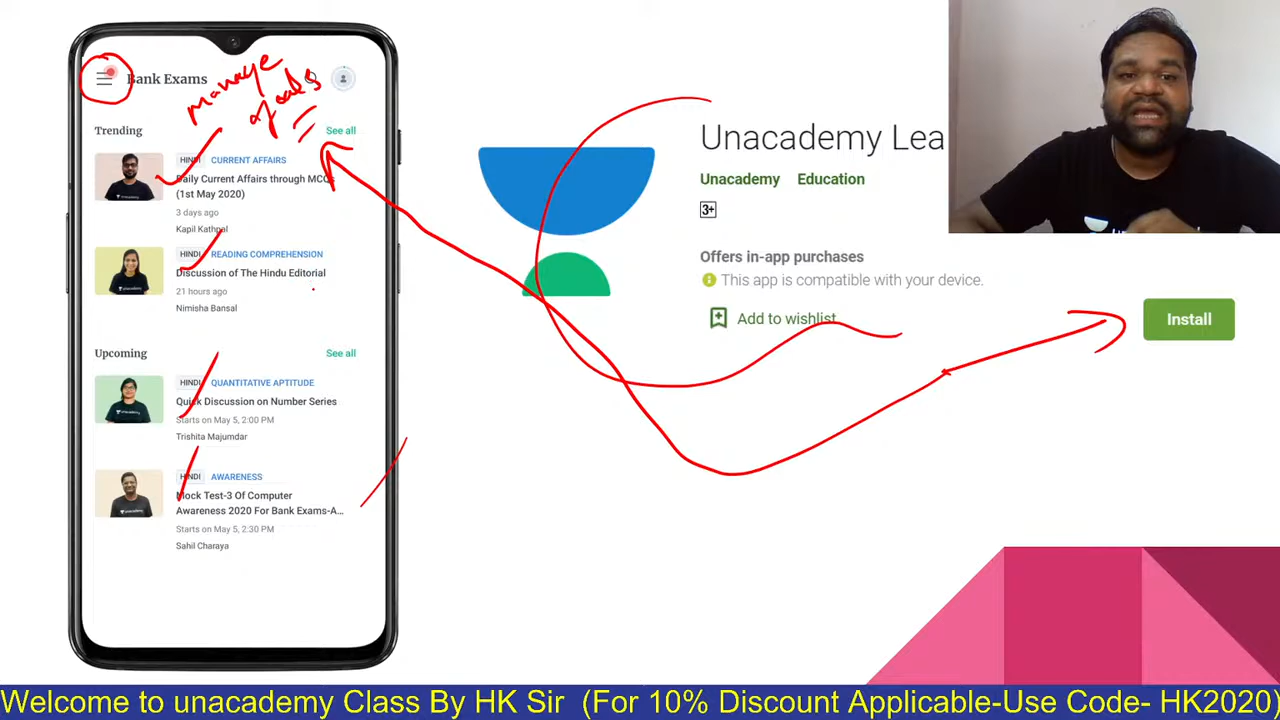 Bank Exams
manage
goals
Trending
See all
HINDI CURRENT AFFAIRS
Daily Current Affairs through MCQs
(1st May 2020)
3 days ago
Kapil Kathpal
HINDI READING COMPREHENSION
Discussion of The Hindu Editorial
21 hours ago
Nimisha Bansal
Upcoming
See all
HINDI QUANTITATIVE APTITUDE
Quick Discussion on Number Series
Starts on May 5, 2:00 PM
Trishita Majumdar
HINDI AWARENESS
Mock Test-3 Of Computer
Awareness 2020 For Bank Exams-A...
Starts on May 5, 2:30 PM
Sahil Charaya
Unacademy Lea
Unacademy Education
3+
Offers in-app purchases
This app is compatible with your device.
Add to wishlist
Install
Welcome to unacademy Class By HK Sir (For 10% Discount Applicable-Use Code- HK2020)